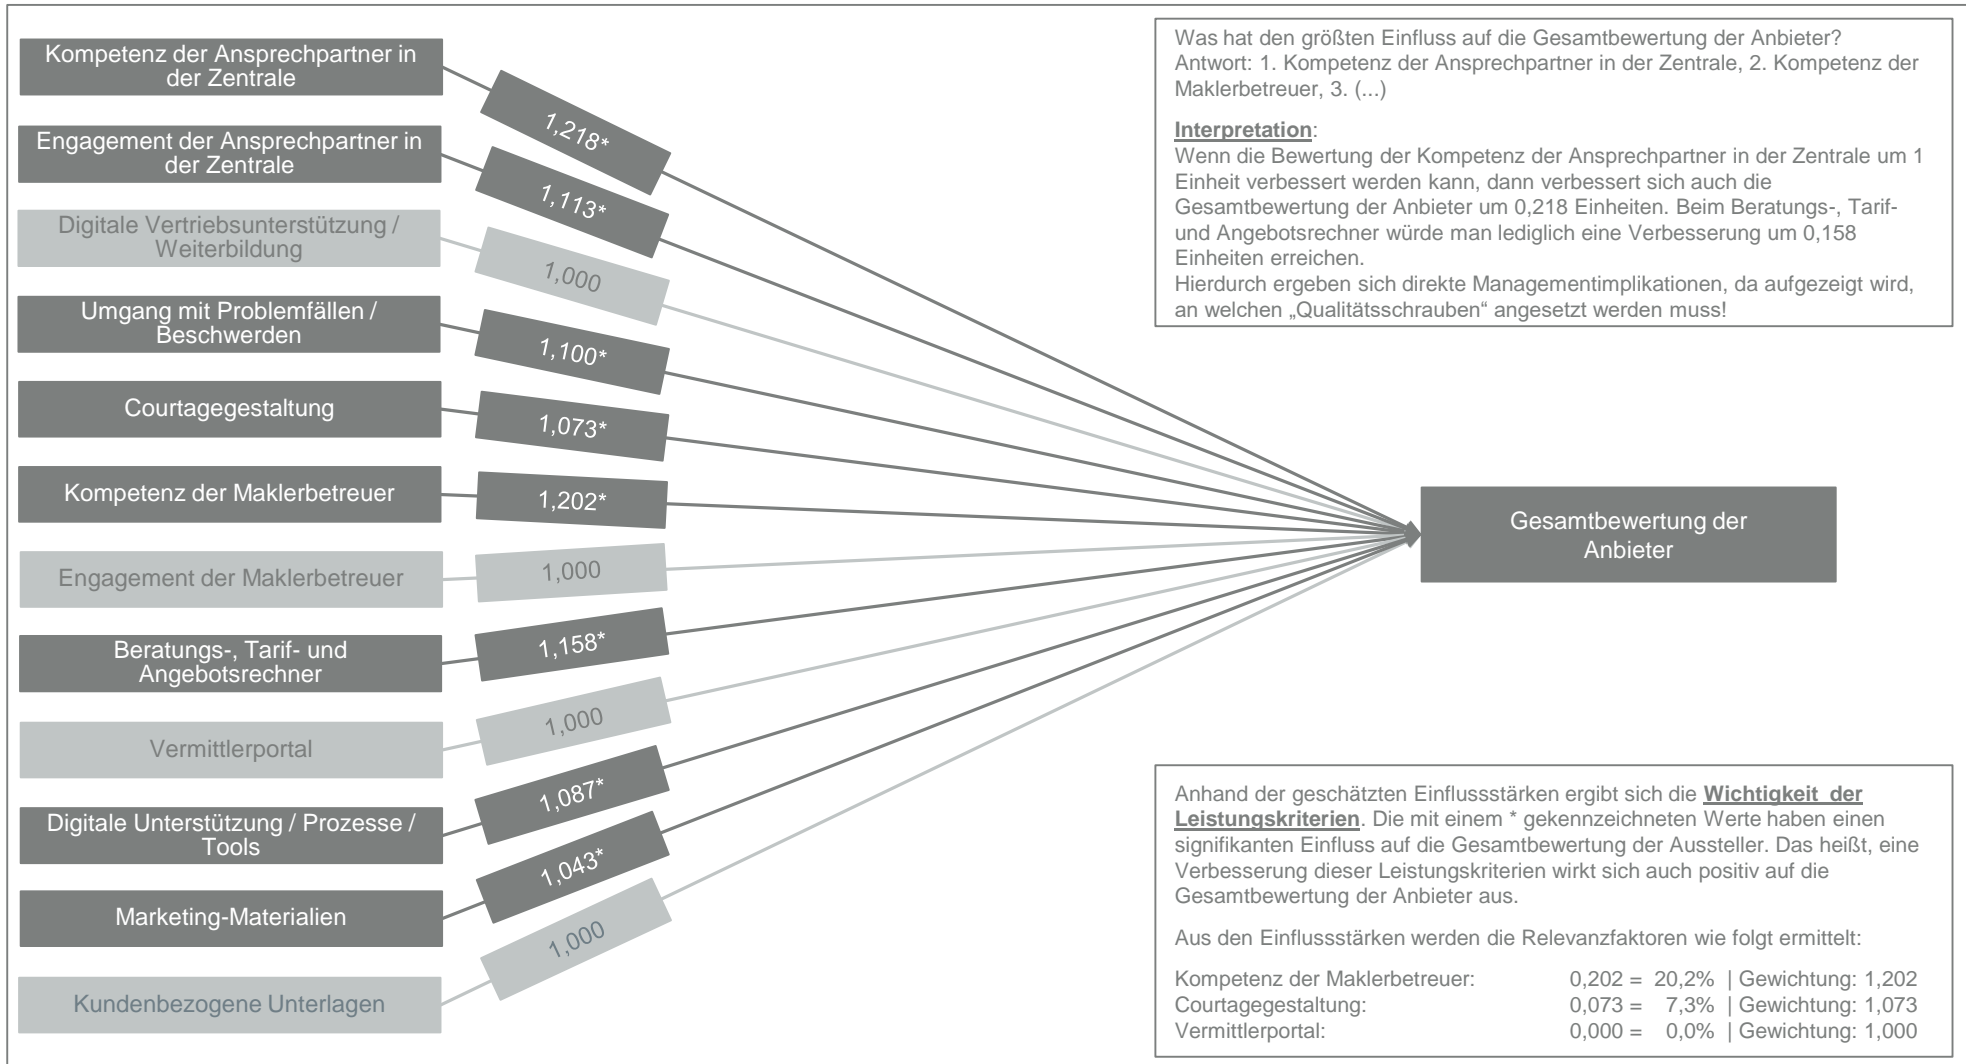 Kompetenz der Ansprechpartner in
der Zentrale
1,218*
Engagement der Ansprechpartner in
der Zentrale
1,113*
Digitale Vertriebsunterstützung /
Weiterbildung
1,000
Umgang mit Problemfällen /
Beschwerden
1,100*
Courtagegestaltung
1,073*
Kompetenz der Maklerbetreuer
1,202*
Engagement der Maklerbetreuer
1,000
Beratungs-, Tarif- und
Angebotsrechner
1,158*
Vermittlerportal
1,000
Digitale Unterstützung / Prozesse /
Tools
1,087*
Marketing-Materialien
1,043*
Kundenbezogene Unterlagen
1,000
Gesamtbewertung der
Anbieter
Was hat den größten Einfluss auf die Gesamtbewertung der Anbieter?
Antwort: 1. Kompetenz der Ansprechpartner in der Zentrale, 2. Kompetenz der
Maklerbetreuer, 3. (...)
Interpretation:
Wenn die Bewertung der Kompetenz der Ansprechpartner in der Zentrale um 1
Einheit verbessert werden kann, dann verbessert sich auch die
Gesamtbewertung der Anbieter um 0,218 Einheiten. Beim Beratungs-, Tarif-
und Angebotsrechner würde man lediglich eine Verbesserung um 0,158
Einheiten erreichen.
Hierdurch ergeben sich direkte Managementimplikationen, da aufgezeigt wird,
an welchen „Qualitätsschrauben“ angesetzt werden muss!
Anhand der geschätzten Einflussstärken ergibt sich die Wichtigkeit der
Leistungskriterien. Die mit einem * gekennzeichneten Werte haben einen
signifikanten Einfluss auf die Gesamtbewertung der Aussteller. Das heißt, eine
Verbesserung dieser Leistungskriterien wirkt sich auch positiv auf die
Gesamtbewertung der Anbieter aus.
Aus den Einflussstärken werden die Relevanzfaktoren wie folgt ermittelt:
Kompetenz der Maklerbetreuer: 0,202 = 20,2% | Gewichtung: 1,202
Courtagegestaltung: 0,073 = 7,3% | Gewichtung: 1,073
Vermittlerportal: 0,000 = 0,0% | Gewichtung: 1,000